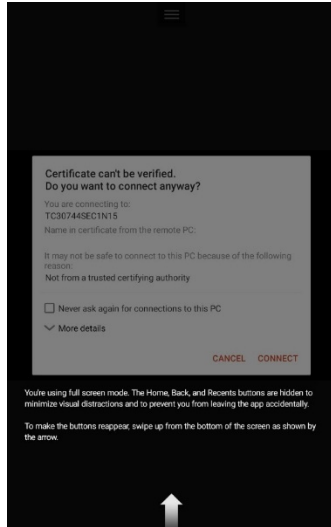 Certificate can't be verified.
Do you want to connect anyway?
You are connecting to:
TC30744SEC1N15
Name in certificate from the remote PC:
It may not be safe to connect to this PC because of the following
reason:
Not from a trusted certifying authority
Never ask again for connections to this PC
More details
CANCEL CONNECT
You're using full screen mode. The Home, Back, and Recents buttons are hidden to
minimize visual distractions and to prevent you from leaving the app accidentally.
To make the buttons reappear, swipe up from the bottom of the screen as shown by
the arrow.